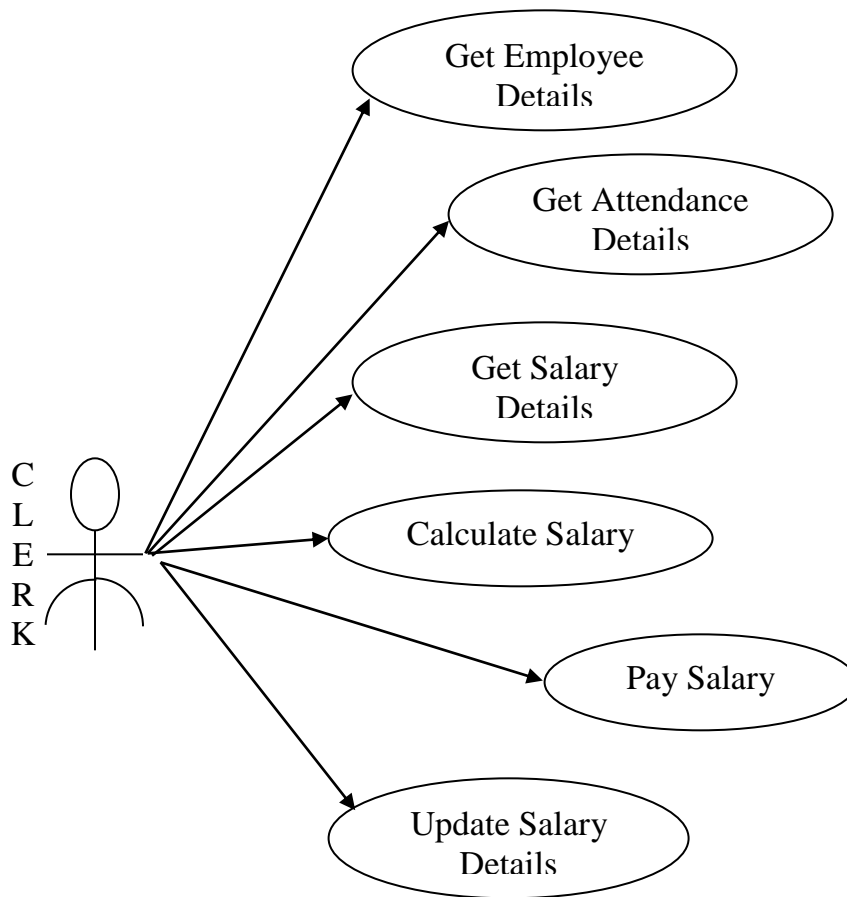 Get Employee
Details
Get Attendance
Details
Get Salary
Details
C
L
E
R
K
Calculate Salary
Pay Salary
Update Salary
Details